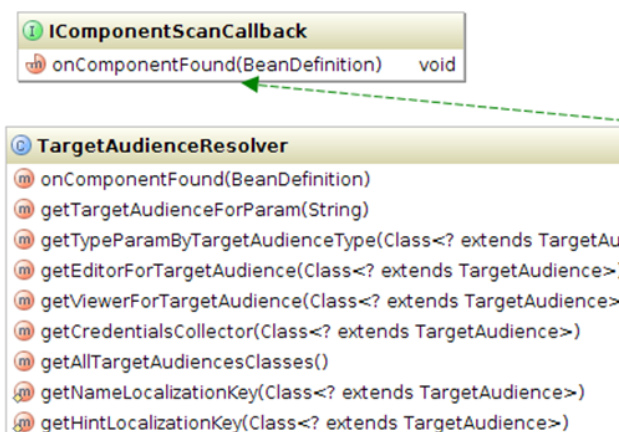 IComponentScanCallback
onComponentFound(BeanDefinition) void
TargetAudienceResolver
onComponentFound(BeanDefinition)
getTargetAudienceForParam(String)
getTypeParamByTargetAudienceType(Class<? extends TargetAu
getEditorForTargetAudience(Class<? extends TargetAudience>)
getViewerForTargetAudience(Class<? extends TargetAudience>
getCredentialsCollector(Class<? extends TargetAudience>)
getAllTargetAudiencesClasses()
getNameLocalizationKey(Class<? extends TargetAudience>)
getHintLocalizationKey(Class<? extends TargetAudience>)